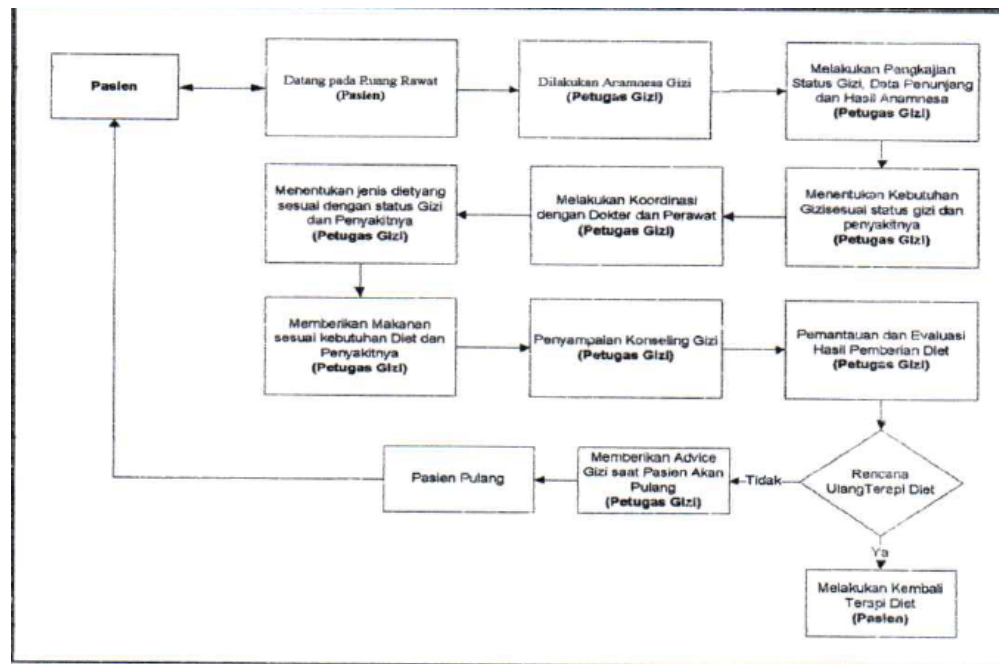 Pasien
Datang pada Ruang Rawat
(Pasien)
Dilakukan Anamnesa Gizi
(Petugas Gizi)
Melakukan Pengkajian
Status Gizi, Data Penunjang
dan Hasil Anamnesa
(Petugas Gizi)
Menentukan jenis dietyang
sesuai dengan status Gizi
dan Penyakitnya
(Petugas Gizi)
Melakukan Koordinasi
dengan Dokter dan Perawat
(Petugas Gizi)
Menentukan Kebutuhan
Gizisesuai status gizi dan
penyakitnya
(Petugas Gizi)
Memberikan Makanan
sesuai kebutuhan Diet dan
Penyakitnya
(Petugas Gizi)
Penyampaian Konseling Gizi
(Petugas Gizi)
Pemantauan dan Evaluasi
Hasil Pemberian Diet
(Petugas Gizi)
Pasien Pulang
Memberikan Advice
Gizi saat Pasien Akan
Pulang
(Petugas Gizi)
Tidak
Rencana
UlangTerapi Diet
Ya
Melakukan Kembali
Terapi Diet
(Pasien)